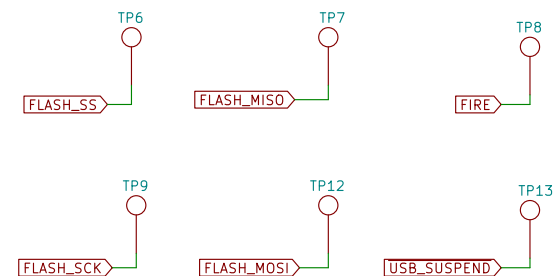 TP6
TP7
TP8
FLASH_SS
FLASH_MISO
FIRE
TP9
TP12
TP13
FLASH_SCK
FLASH_MOSI
USB_SUSPEND